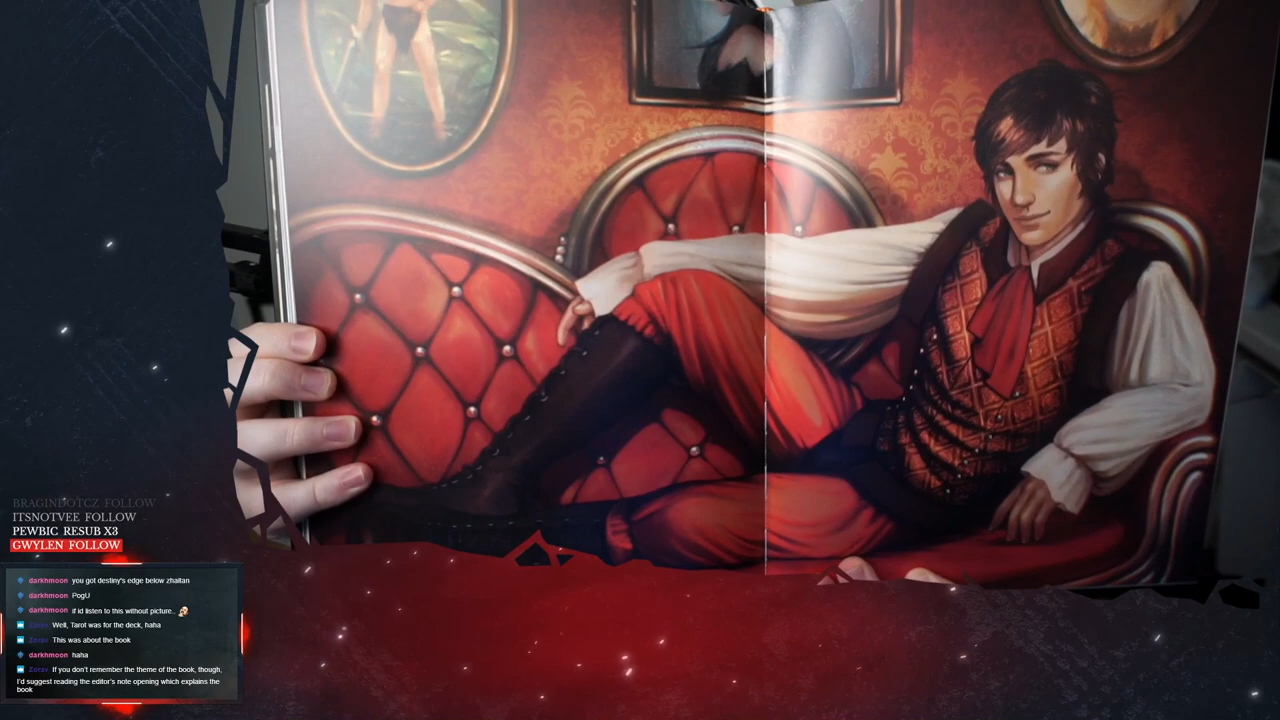 BRAGINDOTCZ FOLLOW
ITSNOTVEE FOLLOW
PEWBIC RESUB X3
GWYLEN FOLLOW
darkhmoon you got destiny's edge below zhaitan
darkhmoon PogU
darkhmoon if id listen to this without picture..
Zorav Well, Tarot was for the deck, haha
Zorav This was about the book
darkhmoon haha
Zorav If you don't remember the theme of the book, though,
I'd suggest reading the editor's note opening which explains the
book